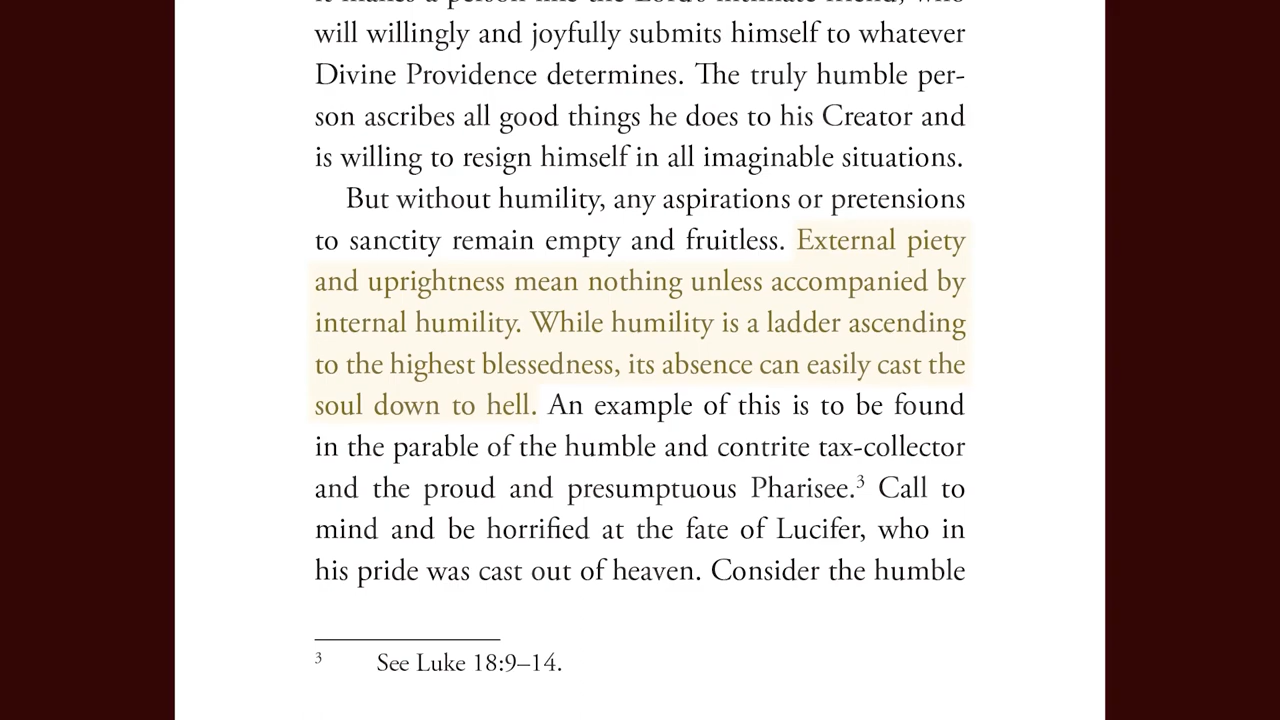 will willingly and joyfully submits himself to whatever
Divine Providence determines. The truly humble per-
son ascribes all good things he does to his Creator and
is willing to resign himself in all imaginable situations.
But without humility, any aspirations or pretensions
to sanctity remain empty and fruitless. External piety
and uprightness mean nothing unless accompanied by
internal humility. While humility is a ladder ascending
to the highest blessedness, its absence can easily cast the
soul down to hell. An example of this is to be found
in the parable of the humble and contrite tax-collector
and the proud and presumptuous Pharisee.³ Call to
mind and be horrified at the fate of Lucifer, who in
his pride was cast out of heaven. Consider the humble
³ See Luke 18:9–14.